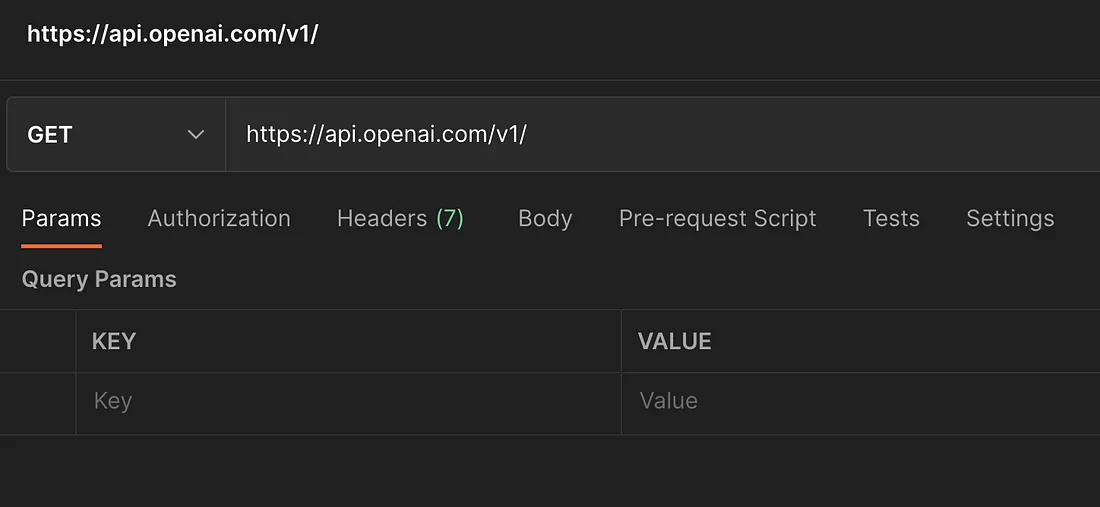 https://api.openai.com/v1/
GET https://api.openai.com/v1/
Params Authorization Headers (7) Body Pre-request Script Tests Settings
Query Params
KEY VALUE
Key Value